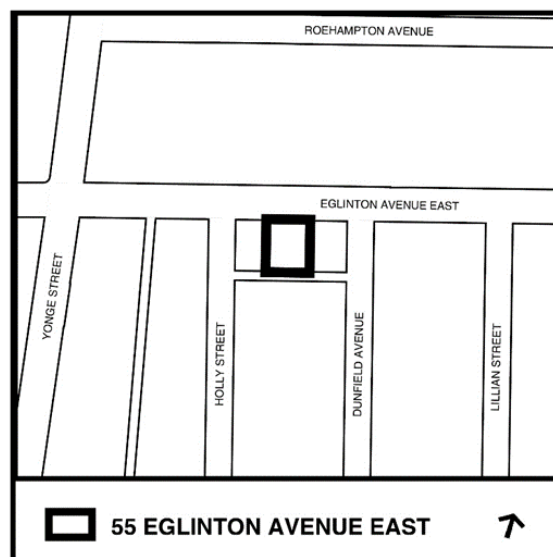 ROEHAMPTON AVENUE
EGLINTON AVENUE EAST
YONGE STREET
HOLLY STREET
DUNFIELD AVENUE
LILLIAN STREET
55 EGLINTON AVENUE EAST